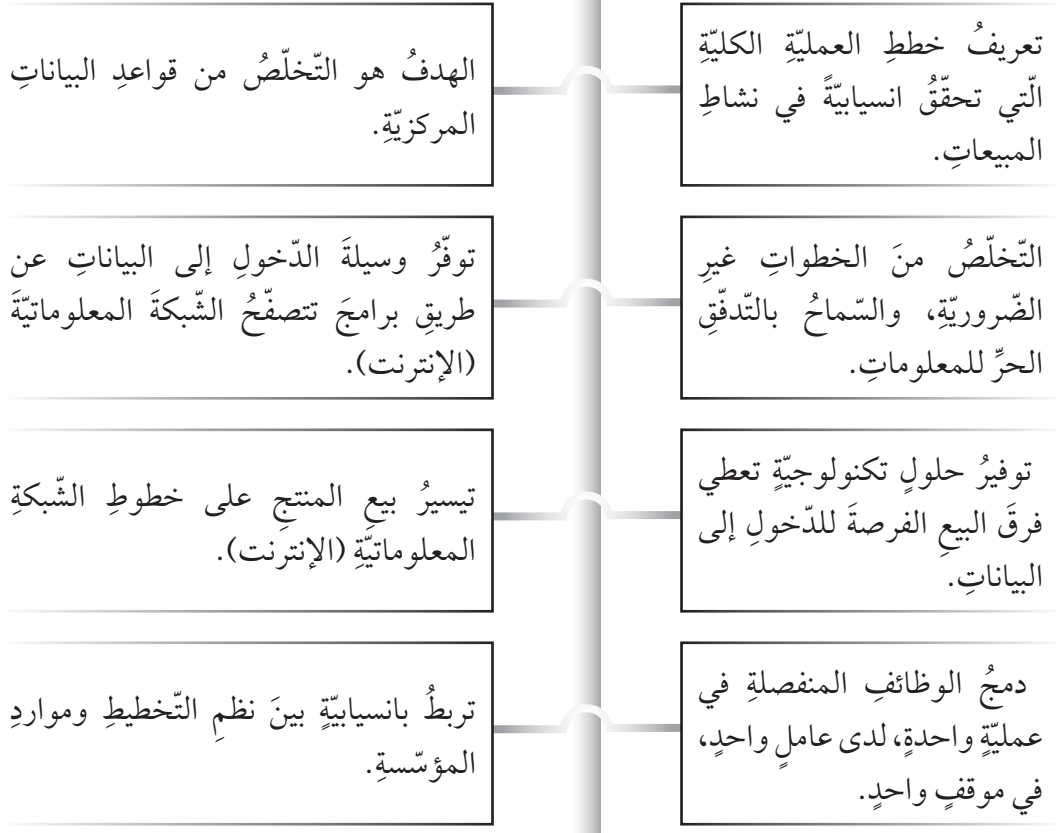 تعريفُ خططِ العمليّةِ الكليّةِ
الّتي تحقّقُ انسيابيّةً في نشاطِ
المبيعاتِ.
الهدفُ هو التّخلّصُ من قواعدِ البياناتِ
المركزيّةِ.
التّخلّصُ منَ الخطواتِ غيرِ
الضّروريّةِ، والسّماحُ بالتّدفّقِ
الحرِّ للمعلوماتِ.
توفّرُ وسيلةَ الدّخولِ إلى البياناتِ عن
طريقِ برامجَ تتصفّحُ الشّبكةَ المعلوماتيّةَ
(الإنترنت).
توفيرُ حلولٍ تكنولوجيّةٍ تعطي
فرقَ البيعِ الفرصةَ للدّخولِ إلى
البياناتِ.
تيسيرُ بيعِ المنتجِ على خطوطِ الشّبكةِ
المعلوماتيّةِ (الإنترنت).
دمجُ الوظائفِ المنفصلةِ في
عمليّةٍ واحدةٍ، لدى عاملٍ واحدٍ،
في موقفٍ واحدٍ.
تربطُ بانسيابيّةٍ بينَ نظمِ التّخطيطِ ومواردِ
المؤسّسةِ.